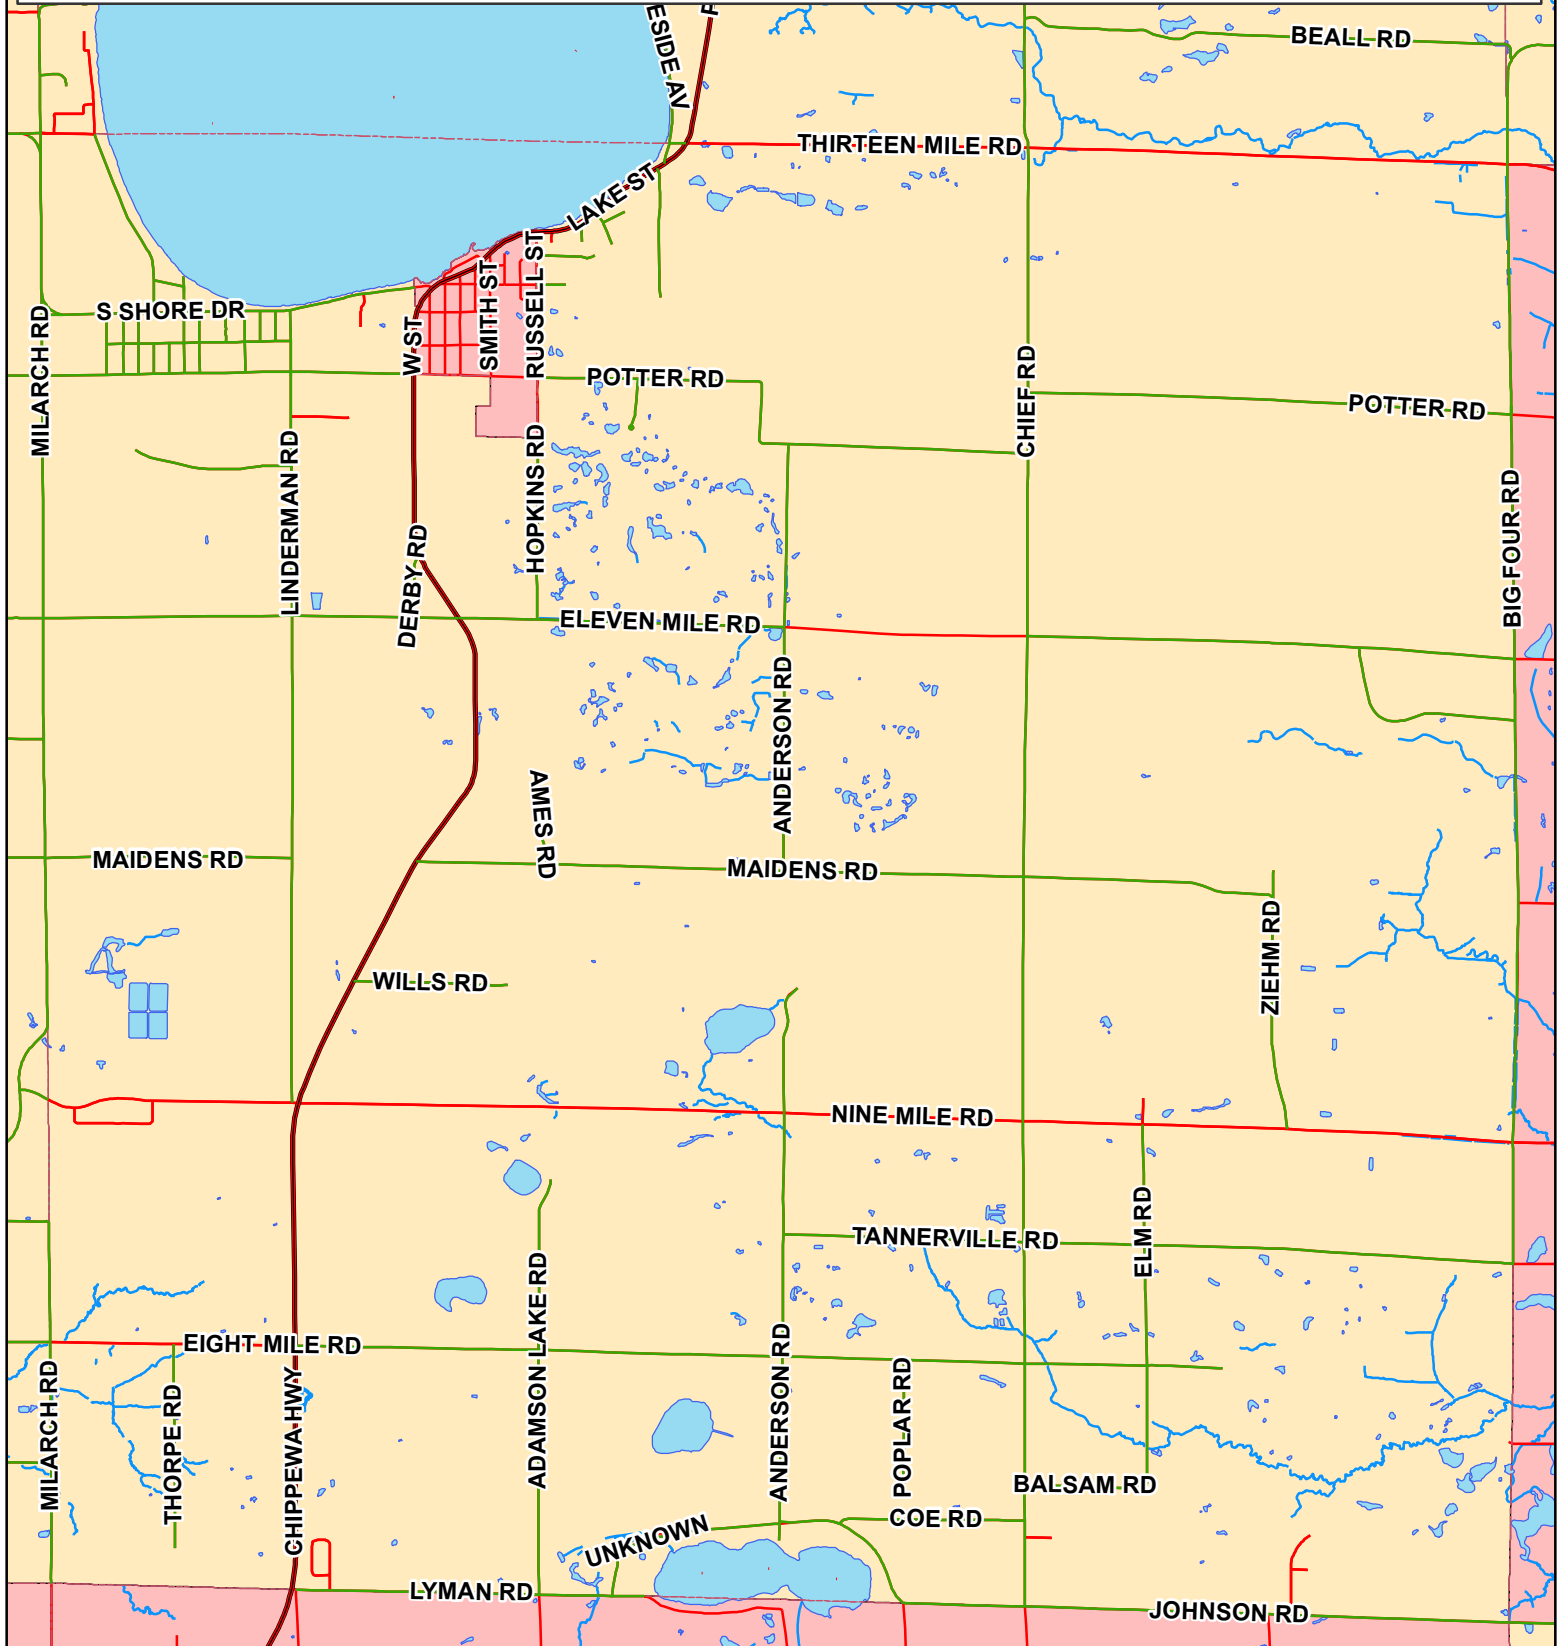 ESIDE AV
BEALL RD
THIRTEEN MILE RD
LAKE ST
S SHORE DR
SMITH ST
RUSSELL ST
W ST
MILARCH RD
POTTER RD
CHIEF RD
POTTER RD
LINDERMAN RD
HOPKINS RD
DERBY RD
BIG FOUR RD
ELEVEN MILE RD
ANDERSON RD
AMES RD
MAIDENS RD
MAIDENS RD
ZIEHM RD
WILLS RD
NINE MILE RD
TANNERVILLE RD
ELM RD
EIGHT MILE RD
ADAMSON LAKE RD
ANDERSON RD
POPLAR RD
MILARCH RD
THORPE RD
CHIPPEWA HWY
BALSAM RD
COE RD
UNKNOWN
LYMAN RD
JOHNSON RD